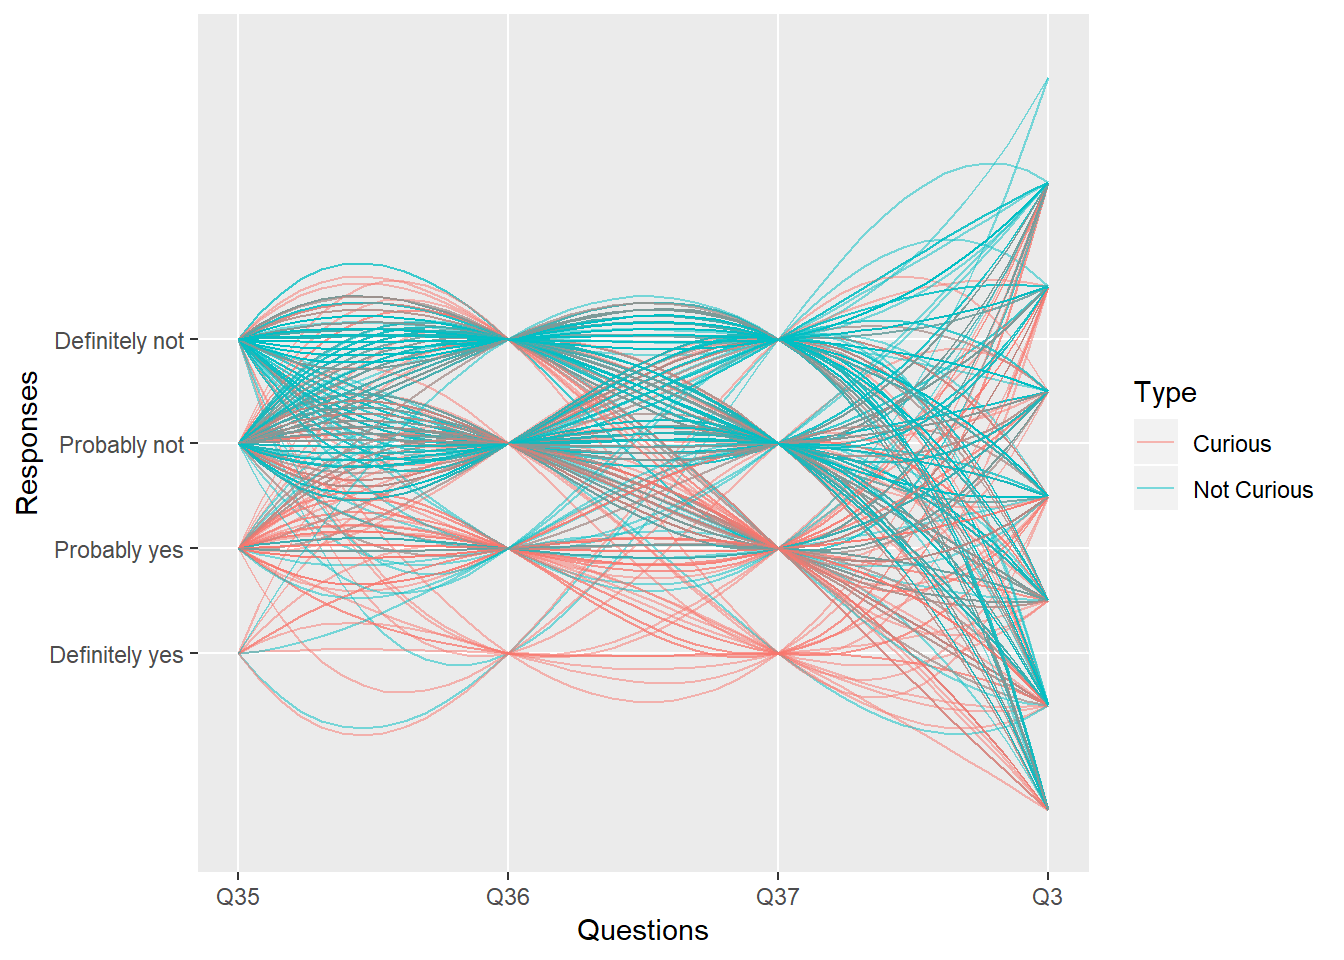 Definitely not
Probably not
Probably yes
Definitely yes
Responses
Q35
Q36
Q37
Q3
Questions
Type
Curious
Not Curious